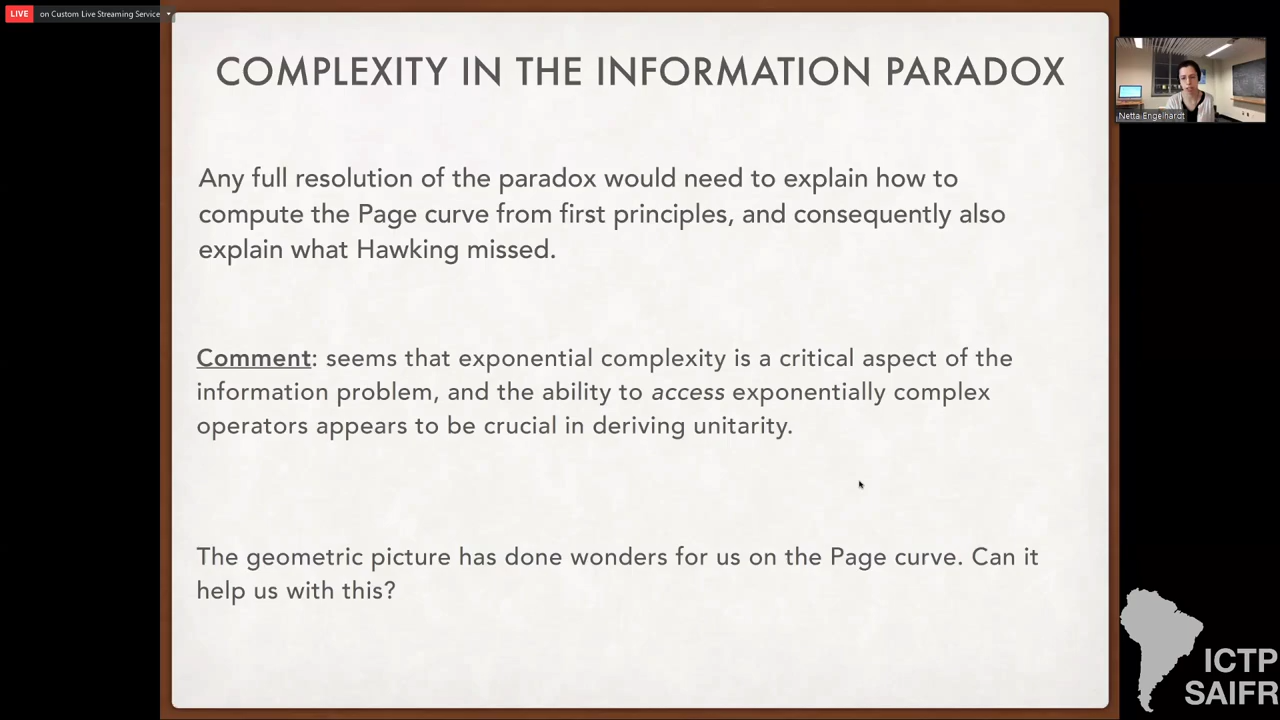 LIVE on Custom Live Streaming Service
COMPLEXITY IN THE INFORMATION PARADOX
Netta Engelhardt
Any full resolution of the paradox would need to explain how to
compute the Page curve from first principles, and consequently also
explain what Hawking missed.
Comment: seems that exponential complexity is a critical aspect of the
information problem, and the ability to access exponentially complex
operators appears to be crucial in deriving unitarity.
The geometric picture has done wonders for us on the Page curve. Can it
help us with this?
ICTP
SAIFR